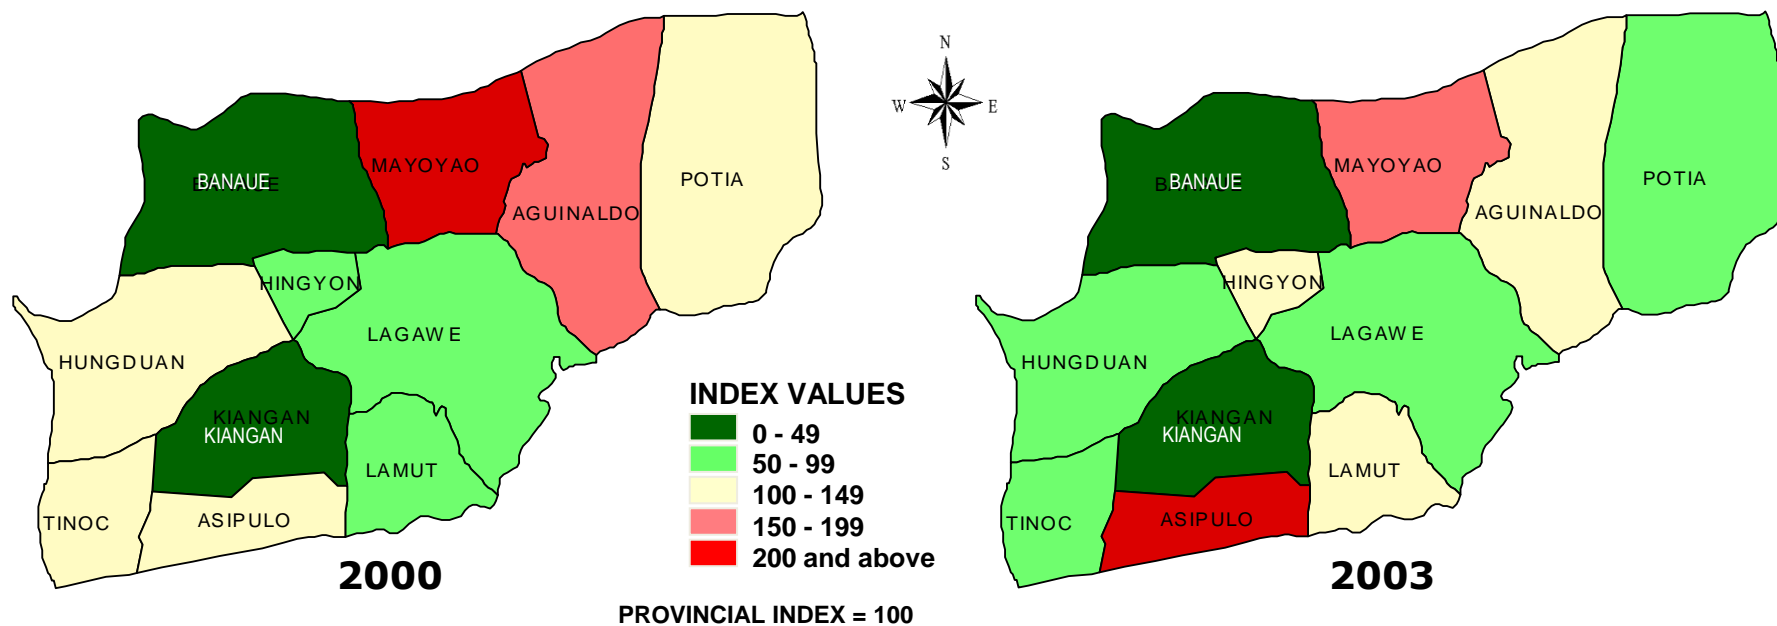 N
W E
S
BANAUE
BANAUE
MAYOYAO
AGUINALDO
POTIA
HINGYON
LAGAWE
HUNGDUAN
KIANGAN
KIANGAN
LAMUT
TINOC
ASIPULO
2000
INDEX VALUES
0 - 49
50 - 99
100 - 149
150 - 199
200 and above
PROVINCIAL INDEX = 100
BANAUE
BANAUE
MAYOYAO
AGUINALDO
POTIA
HINGYON
LAGAWE
HUNGDUAN
KIANGAN
KIANGAN
LAMUT
TINOC
ASIPULO
2003